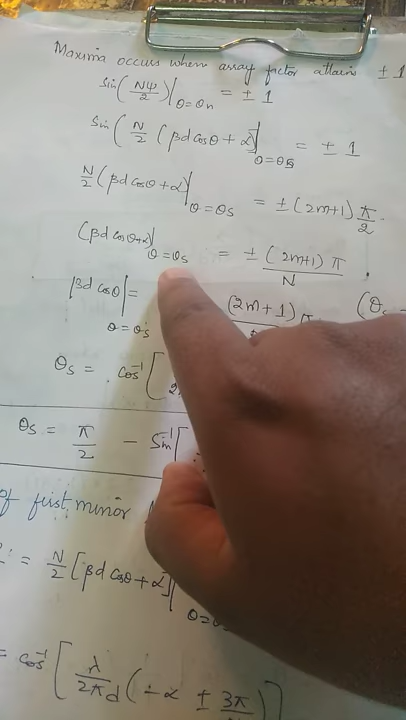 Maxima occurs when array factor attains ± 1
Sin(Nψ/2)|θ=θn = ± 1
Sin(N/2 (βd cosθ + α)|θ=θs = ± 1
N/2 (βd cosθ + α)|θ=θs = ± (2m+1) π/2.
(βd cosθ+α)|θ=θs = ± (2m+1) π / N
βd cosθ|θ=θs = (2m+1) π (θ
θs = cos⁻¹[
θs = π/2 - Sin⁻¹[
of first minor
= N/2 [βd cosθ + α]|
= cos⁻¹[λ/2πd (-α ± 3π/